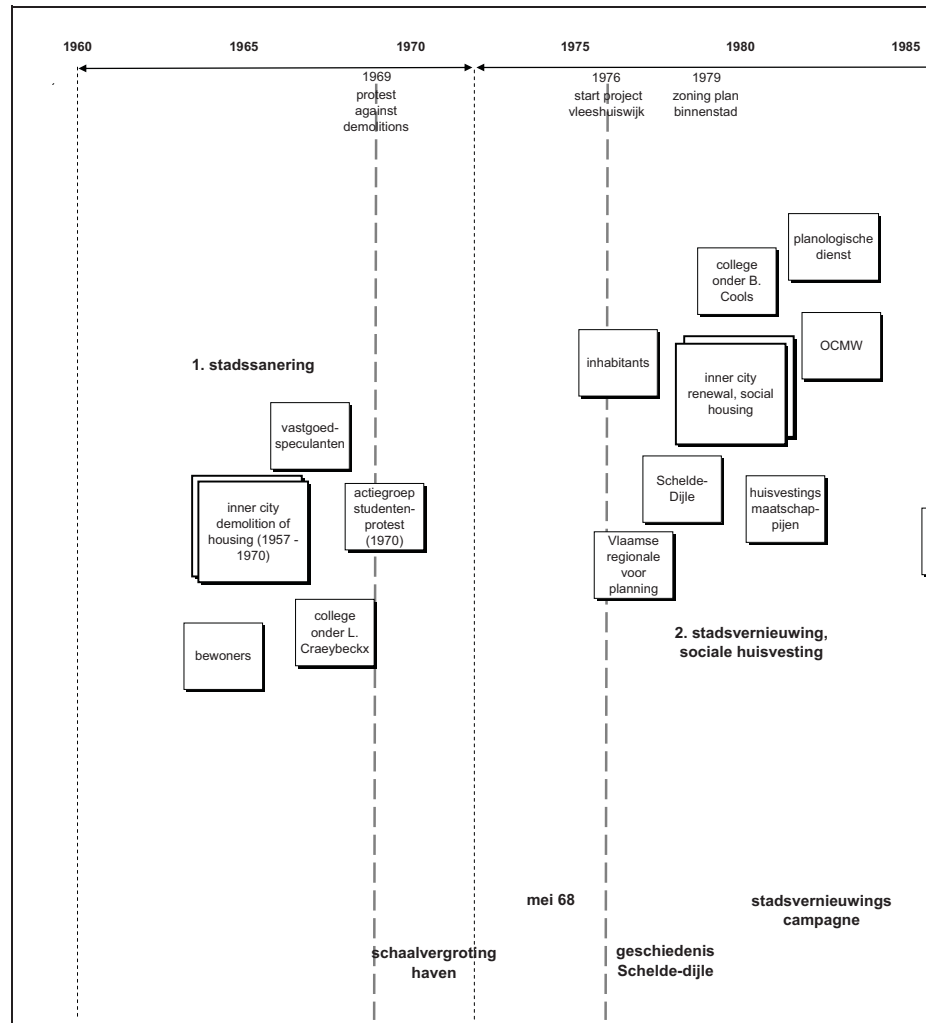 1960
1965
1970
1975
1980
1985
1969
protest
against
demolitions
1976
start project
vleeshuiswijk
1979
zoning plan
binnenstad
planologische
dienst
college
onder B.
Cools
OCMW
inhabitants
inner city
renewal, social
housing
1. stadssanering
vastgoed-
speculanten
Schelde-
Dijle
huisvestings
maatschap-
pijen
inner city
demolition of
housing (1957 -
1970)
actiegroep
studenten-
protest
(1970)
Vlaamse
regionale
voor
planning
college
onder L.
Craeybeckx
bewoners
2. stadsvernieuwing,
sociale huisvesting
mei 68
stadsvernieuwings
campagne
schaalvergroting
haven
geschiedenis
Schelde-dijle